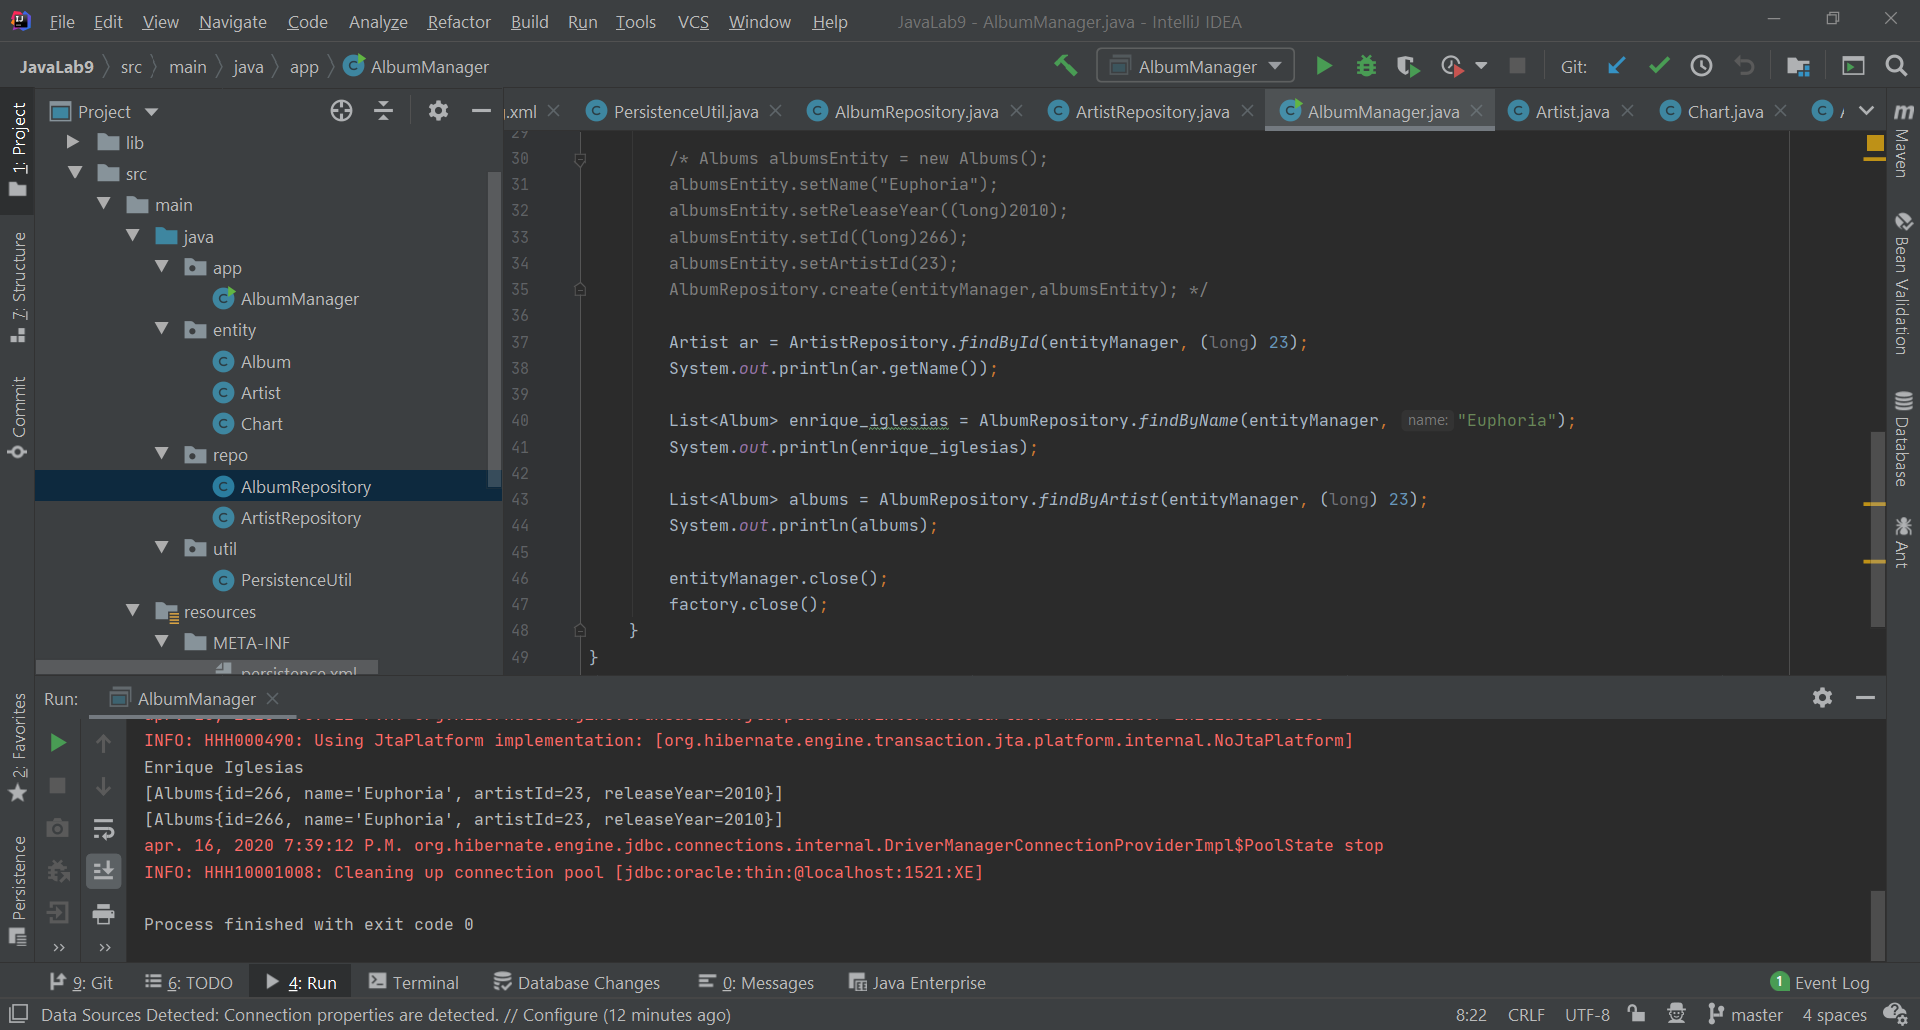 File Edit View Navigate Code Analyze Refactor Build Run Tools VCS Window Help JavaLab9 - AlbumManager.java - IntelliJ IDEA
JavaLab9 src main java app AlbumManager AlbumManager Git:
1: Project
7: Structure
Commit
2: Favorites
Persistence
Project
lib
src
main
java
app
AlbumManager
entity
Album
Artist
Chart
repo
AlbumRepository
ArtistRepository
util
PersistenceUtil
resources
META-INF
persistence.xml
.xml PersistenceUtil.java AlbumRepository.java ArtistRepository.java AlbumManager.java Artist.java Chart.java
29
30 /* Albums albumsEntity = new Albums();
31 albumsEntity.setName("Euphoria");
32 albumsEntity.setReleaseYear((long)2010);
33 albumsEntity.setId((long)266);
34 albumsEntity.setArtistId(23);
35 AlbumRepository.create(entityManager,albumsEntity); */
36
37 Artist ar = ArtistRepository.findById(entityManager, (long) 23);
38 System.out.println(ar.getName());
39
40 List<Album> enrique_iglesias = AlbumRepository.findByName(entityManager, name: "Euphoria");
41 System.out.println(enrique_iglesias);
42
43 List<Album> albums = AlbumRepository.findByArtist(entityManager, (long) 23);
44 System.out.println(albums);
45
46 entityManager.close();
47 factory.close();
48 }
49 }
Maven
Bean Validation
Database
Ant
Run: AlbumManager
INFO: HHH000490: Using JtaPlatform implementation: [org.hibernate.engine.transaction.jta.platform.internal.NoJtaPlatform]
Enrique Iglesias
[Albums{id=266, name='Euphoria', artistId=23, releaseYear=2010}]
[Albums{id=266, name='Euphoria', artistId=23, releaseYear=2010}]
apr. 16, 2020 7:39:12 P.M. org.hibernate.engine.jdbc.connections.internal.DriverManagerConnectionProviderImpl$PoolState stop
INFO: HHH10001008: Cleaning up connection pool [jdbc:oracle:thin:@localhost:1521:XE]
Process finished with exit code 0
9: Git 6: TODO 4: Run Terminal Database Changes 0: Messages Java Enterprise 1 Event Log
Data Sources Detected: Connection properties are detected. // Configure (12 minutes ago) 8:22 CRLF UTF-8 master 4 spaces